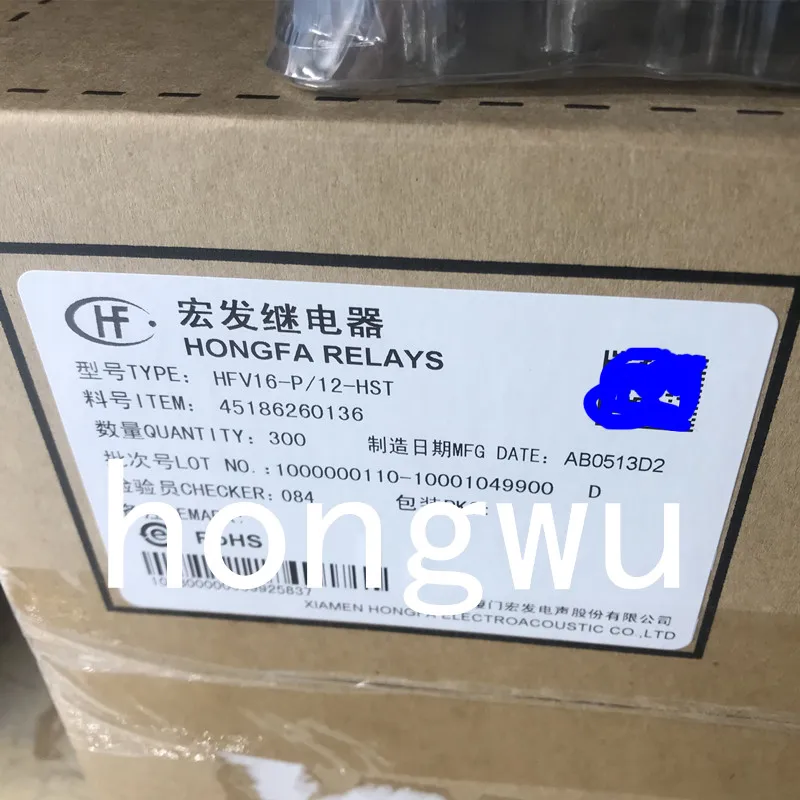 HF
宏发继电器
HONGFA RELAYS
型号TYPE: HFV16-P/12-HST
料号ITEM: 45186260136
数量QUANTITY: 300 制造日期MFG DATE: AB0513D2
批次号LOT NO.:1000000110-10001049900 D
检验员CHECKER: 084 包装
e RoHS
hongwu
厦门宏发电声股份有限公司
XIAMEN HONGFA ELECTROACOUSTIC CO.,LTD